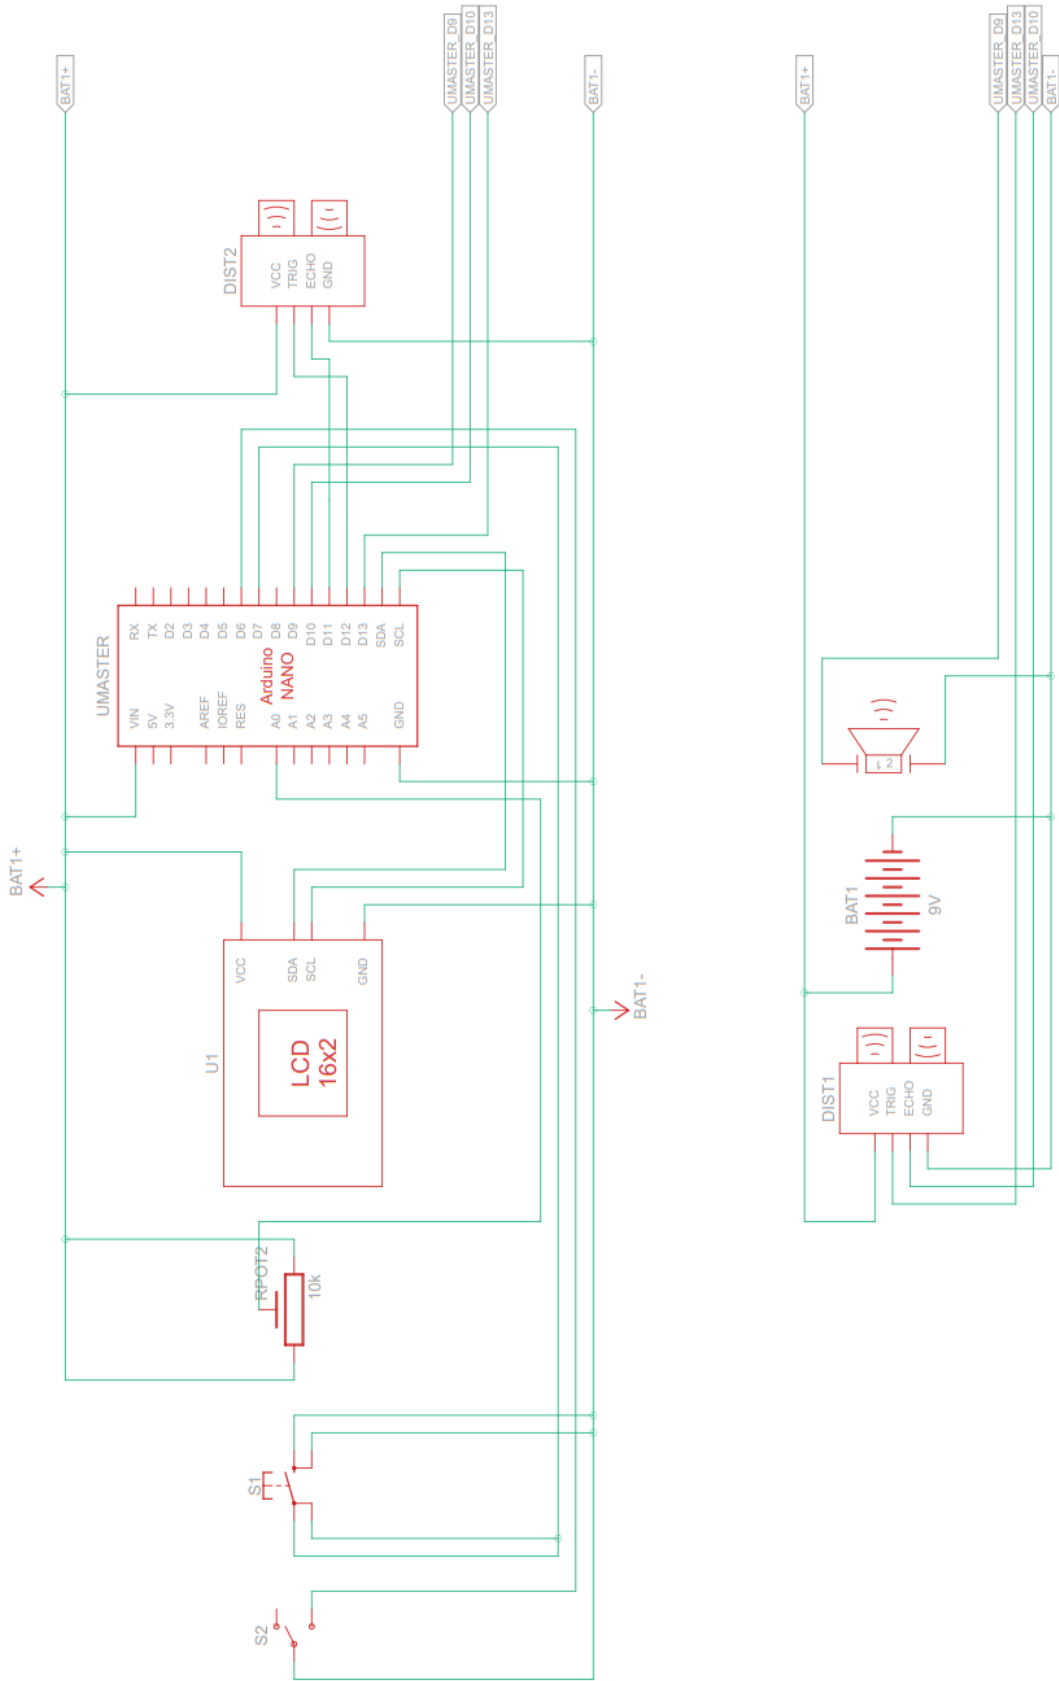 BAT1+
UMASTER_D9
UMASTER_D10
UMASTER_D13
BAT1-
BAT1+
UMASTER_D9
UMASTER_D13
UMASTER_D10
BAT1-
DIST2
VCC
TRIG
ECHO
GND
UMASTER
RX
TX
D2
D3
D4
D5
D6
D7
D8
D9
D10
D11
D12
D13
SDA
SCL
Arduino
NANO
VIN
5V
3.3V
AREF
IOREF
RES
A0
A1
A2
A3
A4
A5
GND
BAT1+
U1
VCC
SDA
SCL
GND
LCD
16x2
BAT1-
RPOT2
10k
S1
S2
1
2
BAT1
9V
DIST1
VCC
TRIG
ECHO
GND